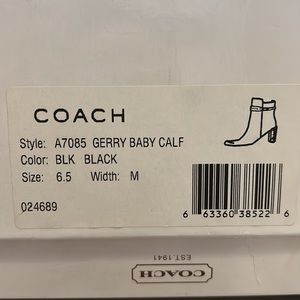 COACH
Style: A7085 GERRY BABY CALF
Color: BLK BLACK
Size: 6.5 Width: M
024689
6 63360 38522 6
COACH
EST.1941